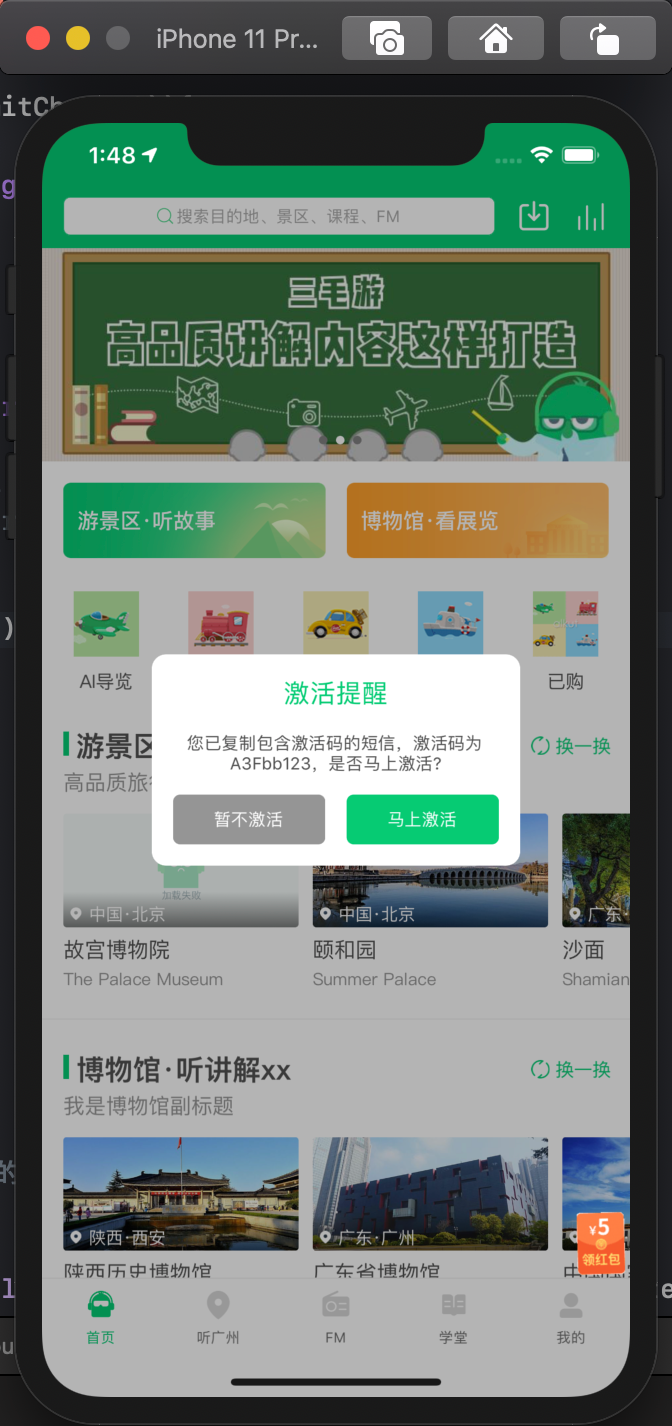 iPhone 11 Pr...
1:48
搜索目的地、景区、课程、FM
三毛游
高品质讲解内容这样打造
游景区·听故事
博物馆·看展览
AI导览
已购
激活提醒
您已复制包含激活码的短信，激活码为
A3Fbb123，是否马上激活?
暂不激活
马上激活
游景区
换一换
高品质旅
加载失败
中国·北京
中国·北京
广东·
故宫博物院
颐和园
沙面
The Palace Museum
Summer Palace
Shamian
博物馆·听讲解xx
换一换
我是博物馆副标题
陕西·西安
广东·广州
¥5
领红包
陕西历史博物馆
广东省博物馆
首页
听广州
FM
学堂
我的